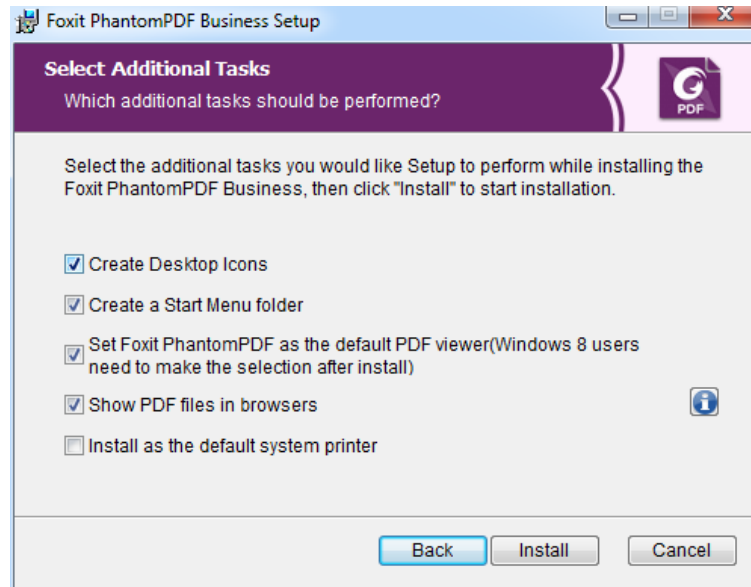 Foxit PhantomPDF Business Setup
Select Additional Tasks
Which additional tasks should be performed?
PDF
Select the additional tasks you would like Setup to perform while installing the
Foxit PhantomPDF Business, then click "Install" to start installation.
Create Desktop Icons
Create a Start Menu folder
Set Foxit PhantomPDF as the default PDF viewer(Windows 8 users
need to make the selection after install)
Show PDF files in browsers
Install as the default system printer
Back
Install
Cancel